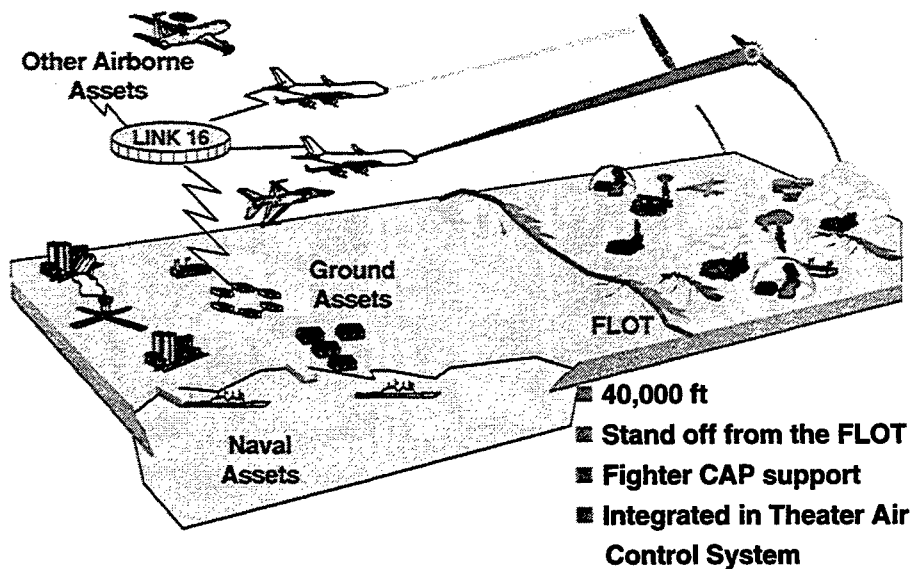 Other Airborne
Assets
LINK 16
Ground
Assets
FLOT
Naval
Assets
40,000 ft
Stand off from the FLOT
Fighter CAP support
Integrated in Theater Air
Control System